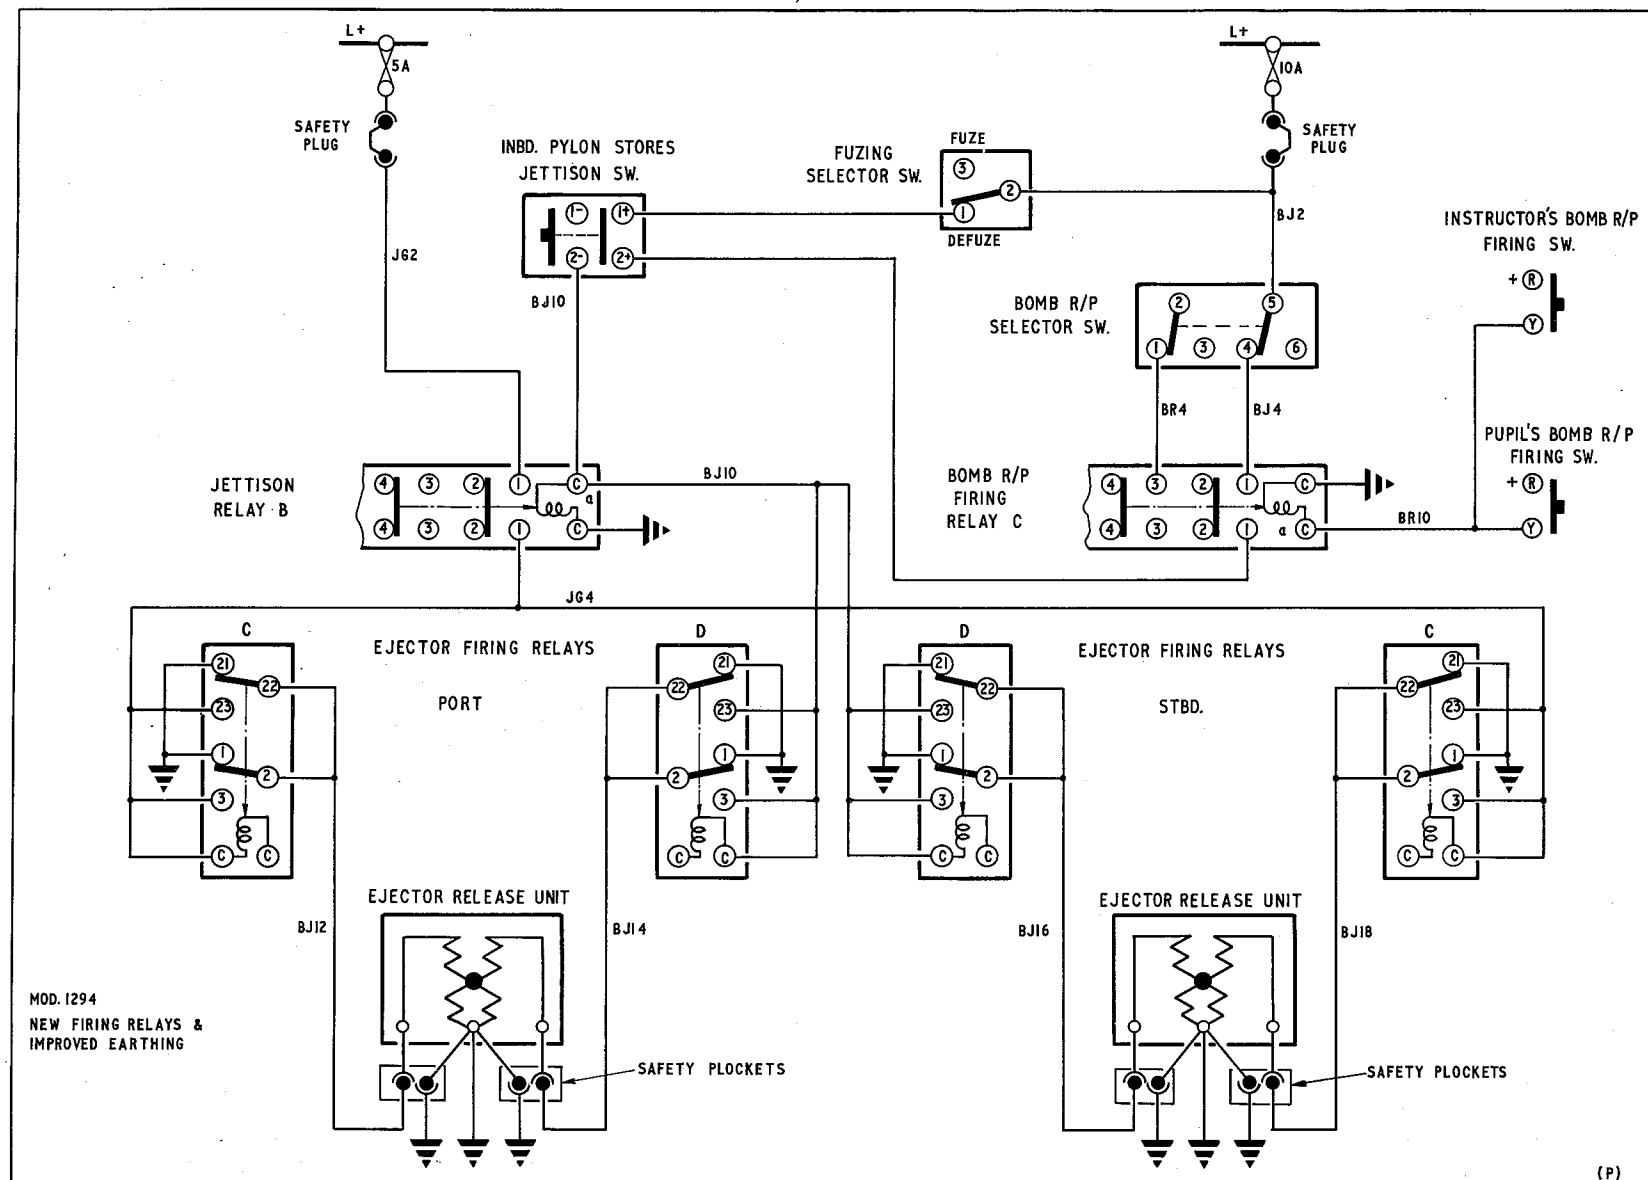 L+
5A
SAFETY
PLUG
JG2
INBD. PYLON STORES
JETTISON SW.
1- 1+
2- 2+
BJ10
FUZING
SELECTOR SW.
FUZE
3
2
1
DEFUZE
L+
10A
SAFETY
PLUG
BJ2
INSTRUCTOR'S BOMB R/P
FIRING SW.
+ R
Y
BOMB R/P
SELECTOR SW.
2 5
1 3 4 6
BR4
BJ4
PUPIL'S BOMB R/P
FIRING SW.
+ R
Y
JETTISON
RELAY B
4 3 2 1 C
a
4 3 2 1 C
BJ10
BOMB R/P
FIRING
RELAY C
4 3 2 1 C
4 3 2 1 a C
BR10
JG4
C
21
22
23
1
2
3
C C
EJECTOR FIRING RELAYS
PORT
D
21
22
23
1
2
3
C C
D
21
22
23
1
2
3
C C
EJECTOR FIRING RELAYS
STBD.
C
21
22
23
1
2
3
C C
EJECTOR RELEASE UNIT
BJ12
BJ14
EJECTOR RELEASE UNIT
BJ16
BJ18
MOD. 1294
NEW FIRING RELAYS &
IMPROVED EARTHING
SAFETY PLOCKETS
SAFETY PLOCKETS
(P)